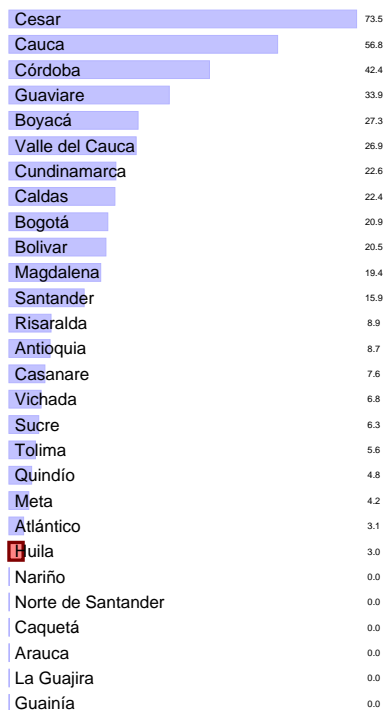 Cesar 73.5
Cauca 56.8
Córdoba 42.4
Guaviare 33.9
Boyacá 27.3
Valle del Cauca 26.9
Cundinamarca 22.6
Caldas 22.4
Bogotá 20.9
Bolivar 20.5
Magdalena 19.4
Santander 15.9
Risaralda 8.9
Antioquia 8.7
Casanare 7.6
Vichada 6.8
Sucre 6.3
Tolima 5.6
Quindío 4.8
Meta 4.2
Atlántico 3.1
Huila 3.0
Nariño 0.0
Norte de Santander 0.0
Caquetá 0.0
Arauca 0.0
La Guajira 0.0
Guainía 0.0